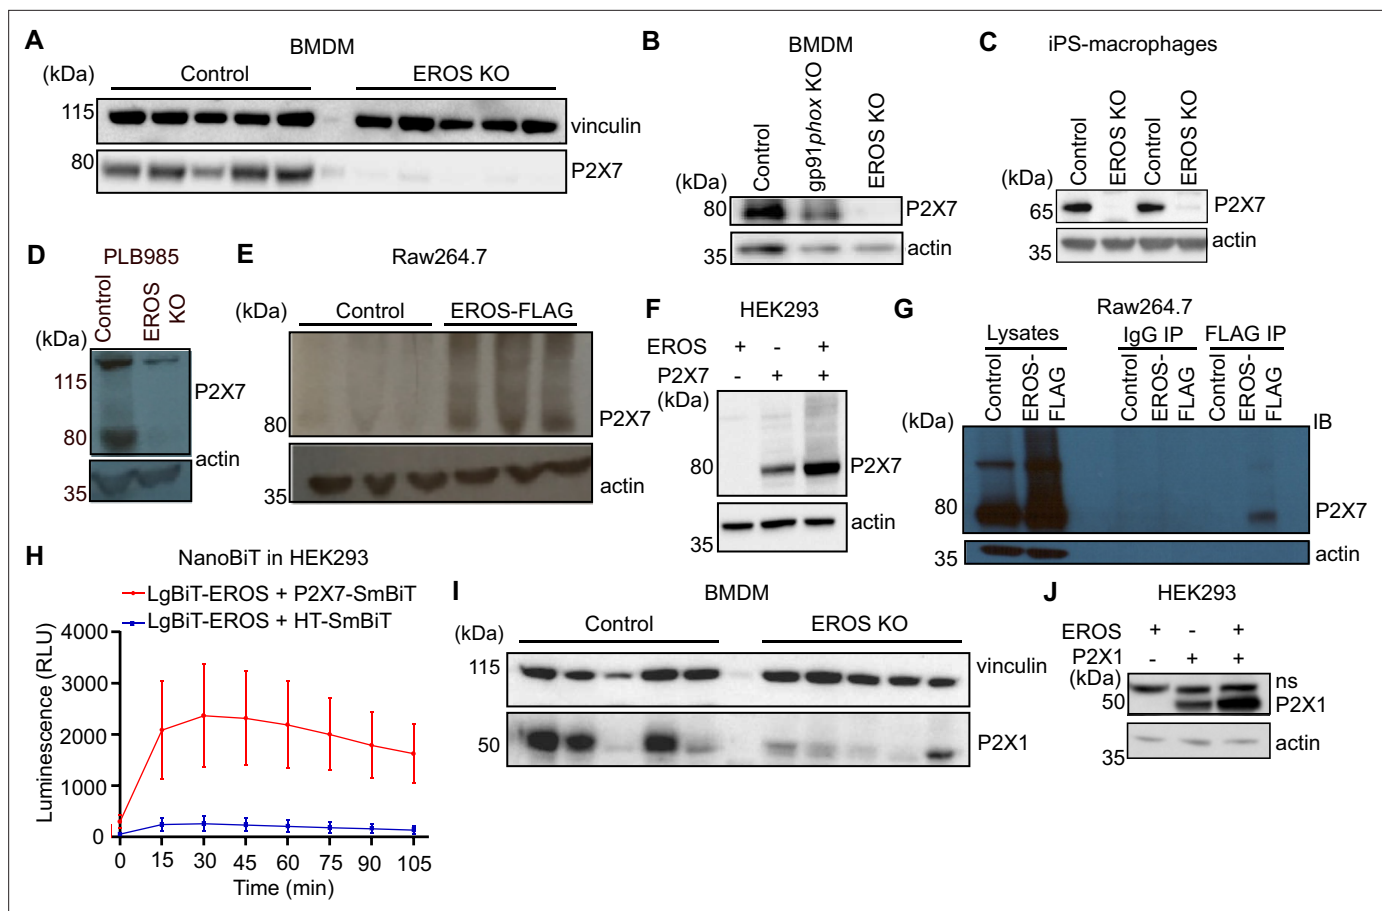 A
BMDM
(kDa)
Control
EROS KO
115
vinculin
80
P2X7
B
BMDM
Control
gp91phox KO
EROS KO
(kDa)
80
P2X7
35
actin
C
iPS-macrophages
Control
EROS KO
Control
EROS KO
(kDa)
65
P2X7
35
actin
D
PLB985
Control
EROS
KO
(kDa)
115
P2X7
80
actin
35
E
Raw264.7
(kDa)
Control
EROS-FLAG
80
P2X7
35
actin
F
HEK293
EROS + - +
P2X7 - + +
(kDa)
80
P2X7
35
actin
G
Raw264.7
Lysates
IgG IP
FLAG IP
Control
EROS-
FLAG
Control
EROS-
FLAG
Control
EROS-
FLAG
(kDa)
IB
80
P2X7
35
actin
H
NanoBiT in HEK293
LgBiT-EROS + P2X7-SmBiT
LgBiT-EROS + HT-SmBiT
Luminescence (RLU)
4000
3000
2000
1000
0
0 15 30 45 60 75 90 105
Time (min)
I
BMDM
(kDa)
Control
EROS KO
115
vinculin
50
P2X1
J
HEK293
EROS + - +
P2X1 - + +
(kDa)
ns
50
P2X1
35
actin